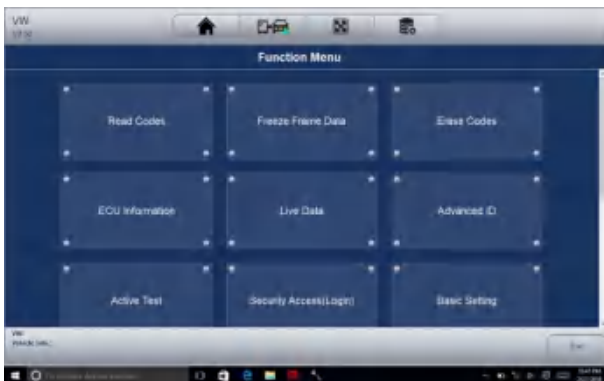 VW
Function Menu
Read Codes
Freeze Frame Data
Erase Codes
ECU Information
Live Data
Advanced ID
Active Test
Security Access(Login)
Basic Setting
VW